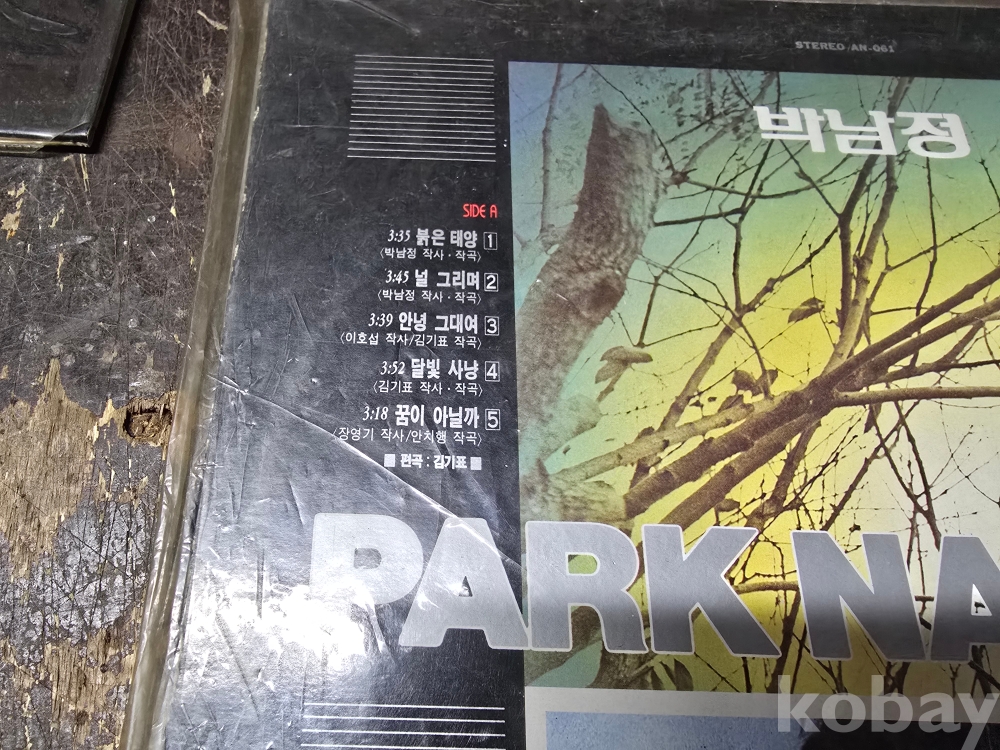 STEREO/AN-061
박남정
SIDE A
3:35 붉은 태양 1
〈박남정 작사·작곡〉
3:45 널 그리며 2
〈박남정 작사·작곡〉
3:39 안녕 그대여 3
〈이호섭 작사/김기표 작곡〉
3:52 달빛 사냥 4
〈김기표 작사·작곡〉
3:18 꿈이 아닐까 5
〈장영기 작사/안치행 작곡〉
■ 편곡 : 김기표 ■
PARK NA
kobay